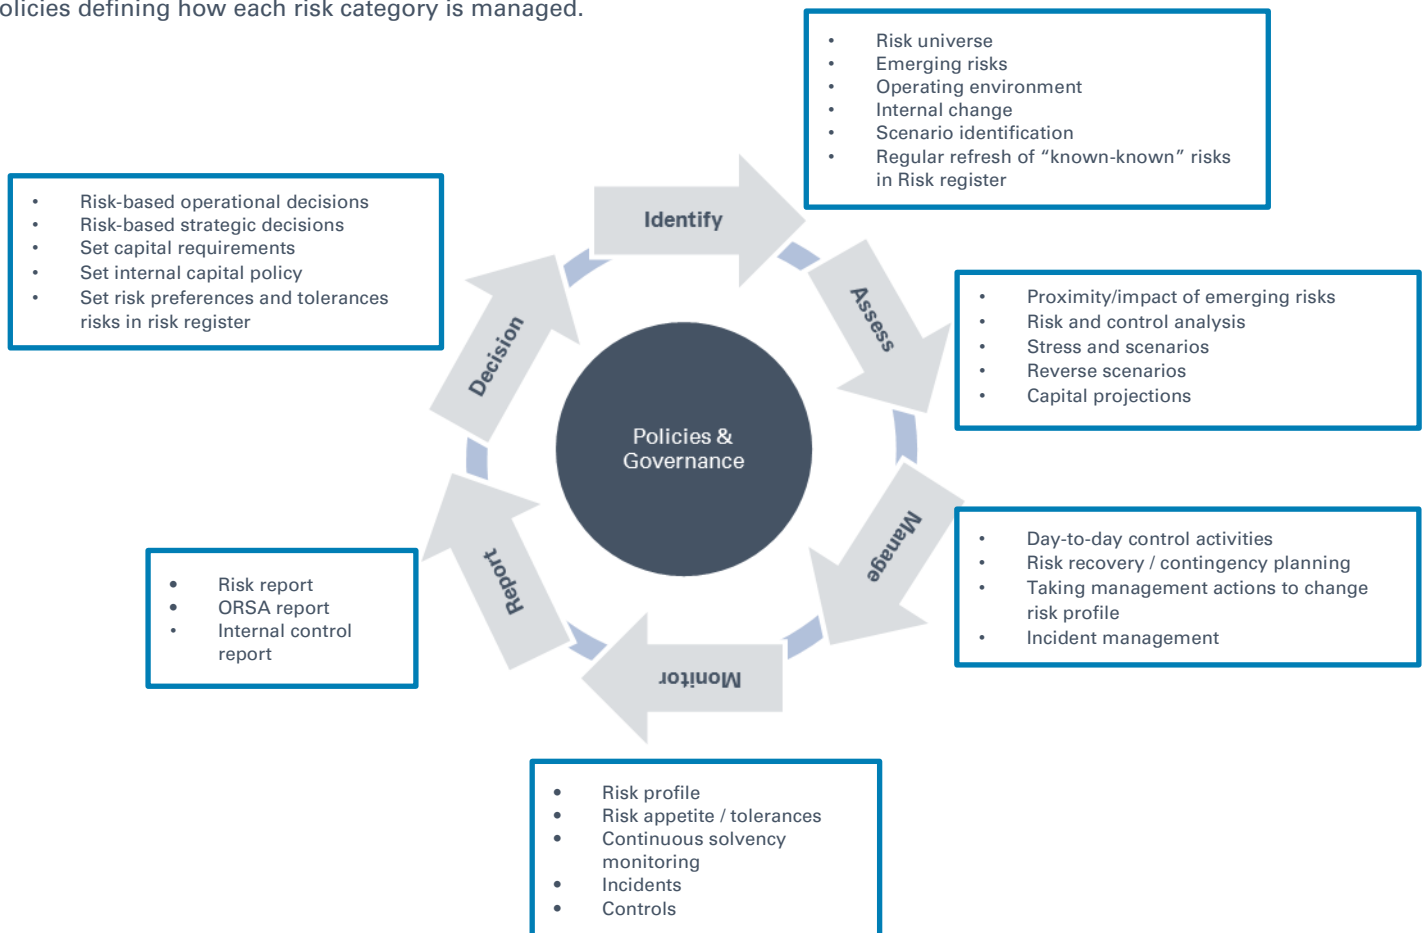 olicies defining how each risk category is managed.
• Risk universe
• Emerging risks
• Operating environment
• Internal change
• Scenario identification
• Regular refresh of “known-known” risks
in Risk register
• Risk-based operational decisions
• Risk-based strategic decisions
• Set capital requirements
• Set internal capital policy
• Set risk preferences and tolerances
risks in risk register
Identify
Assess
• Proximity/impact of emerging risks
• Risk and control analysis
• Stress and scenarios
• Reverse scenarios
• Capital projections
Decision
Policies &
Governance
Manage
• Day-to-day control activities
• Risk recovery / contingency planning
• Taking management actions to change
risk profile
• Incident management
Report
• Risk report
• ORSA report
• Internal control
report
Monitor
• Risk profile
• Risk appetite / tolerances
• Continuous solvency
monitoring
• Incidents
• Controls